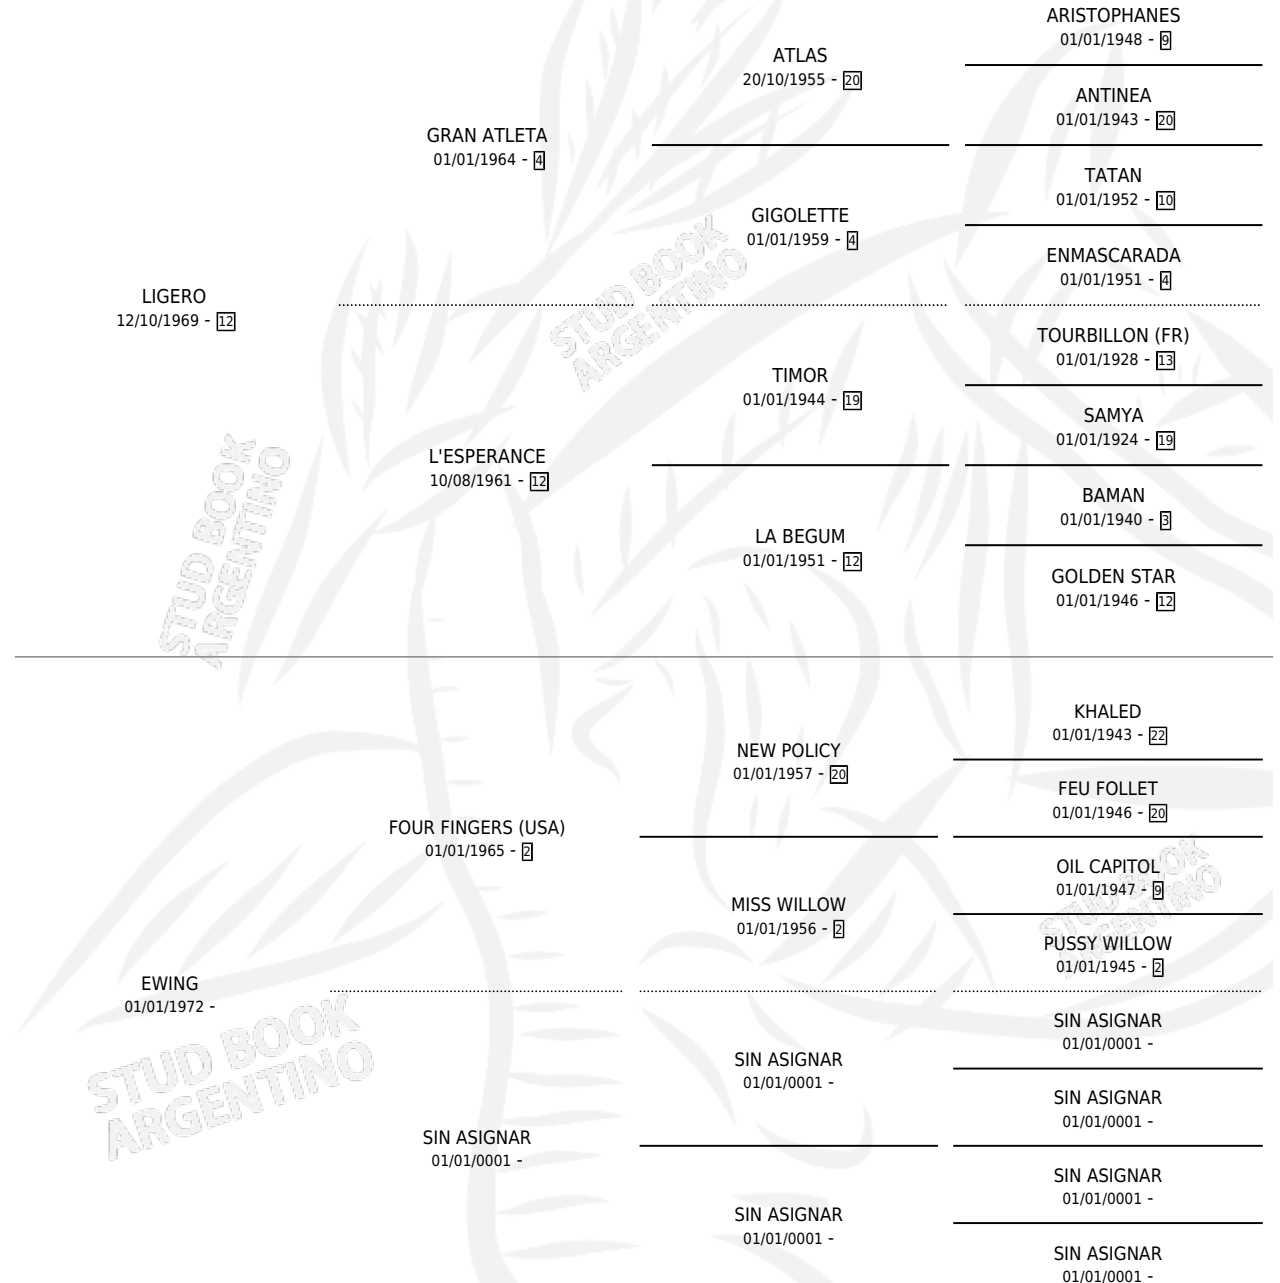 ARISTOPHANES
01/01/1948 - 9
ATLAS
20/10/1955 - 20
ANTINEA
01/01/1943 - 20
GRAN ATLETA
01/01/1964 - 4
TATAN
01/01/1952 - 10
GIGOLETTE
01/01/1959 - 4
ENMASCARADA
01/01/1951 - 4
LIGERO
12/10/1969 - 12
STUD BOOK
ARGENTINO
TOURBILLON (FR)
01/01/1928 - 13
TIMOR
01/01/1944 - 19
SAMYA
01/01/1924 - 19
L'ESPERANCE
10/08/1961 - 12
BAMAN
01/01/1940 - 3
LA BEGUM
01/01/1951 - 12
GOLDEN STAR
01/01/1946 - 12
STUD BOOK
ARGENTINO
KHALED
01/01/1943 - 22
NEW POLICY
01/01/1957 - 20
FEU FOLLET
01/01/1946 - 20
FOUR FINGERS (USA)
01/01/1965 - 2
OIL CAPITOL
01/01/1947 - 9
MISS WILLOW
01/01/1956 - 2
PUSSY WILLOW
01/01/1945 - 2
STUD BOOK
ARGENTINO
EWING
01/01/1972 -
SIN ASIGNAR
01/01/0001 -
SIN ASIGNAR
01/01/0001 -
SIN ASIGNAR
01/01/0001 -
STUD BOOK
ARGENTINO
SIN ASIGNAR
01/01/0001 -
SIN ASIGNAR
01/01/0001 -
SIN ASIGNAR
01/01/0001 -
SIN ASIGNAR
01/01/0001 -